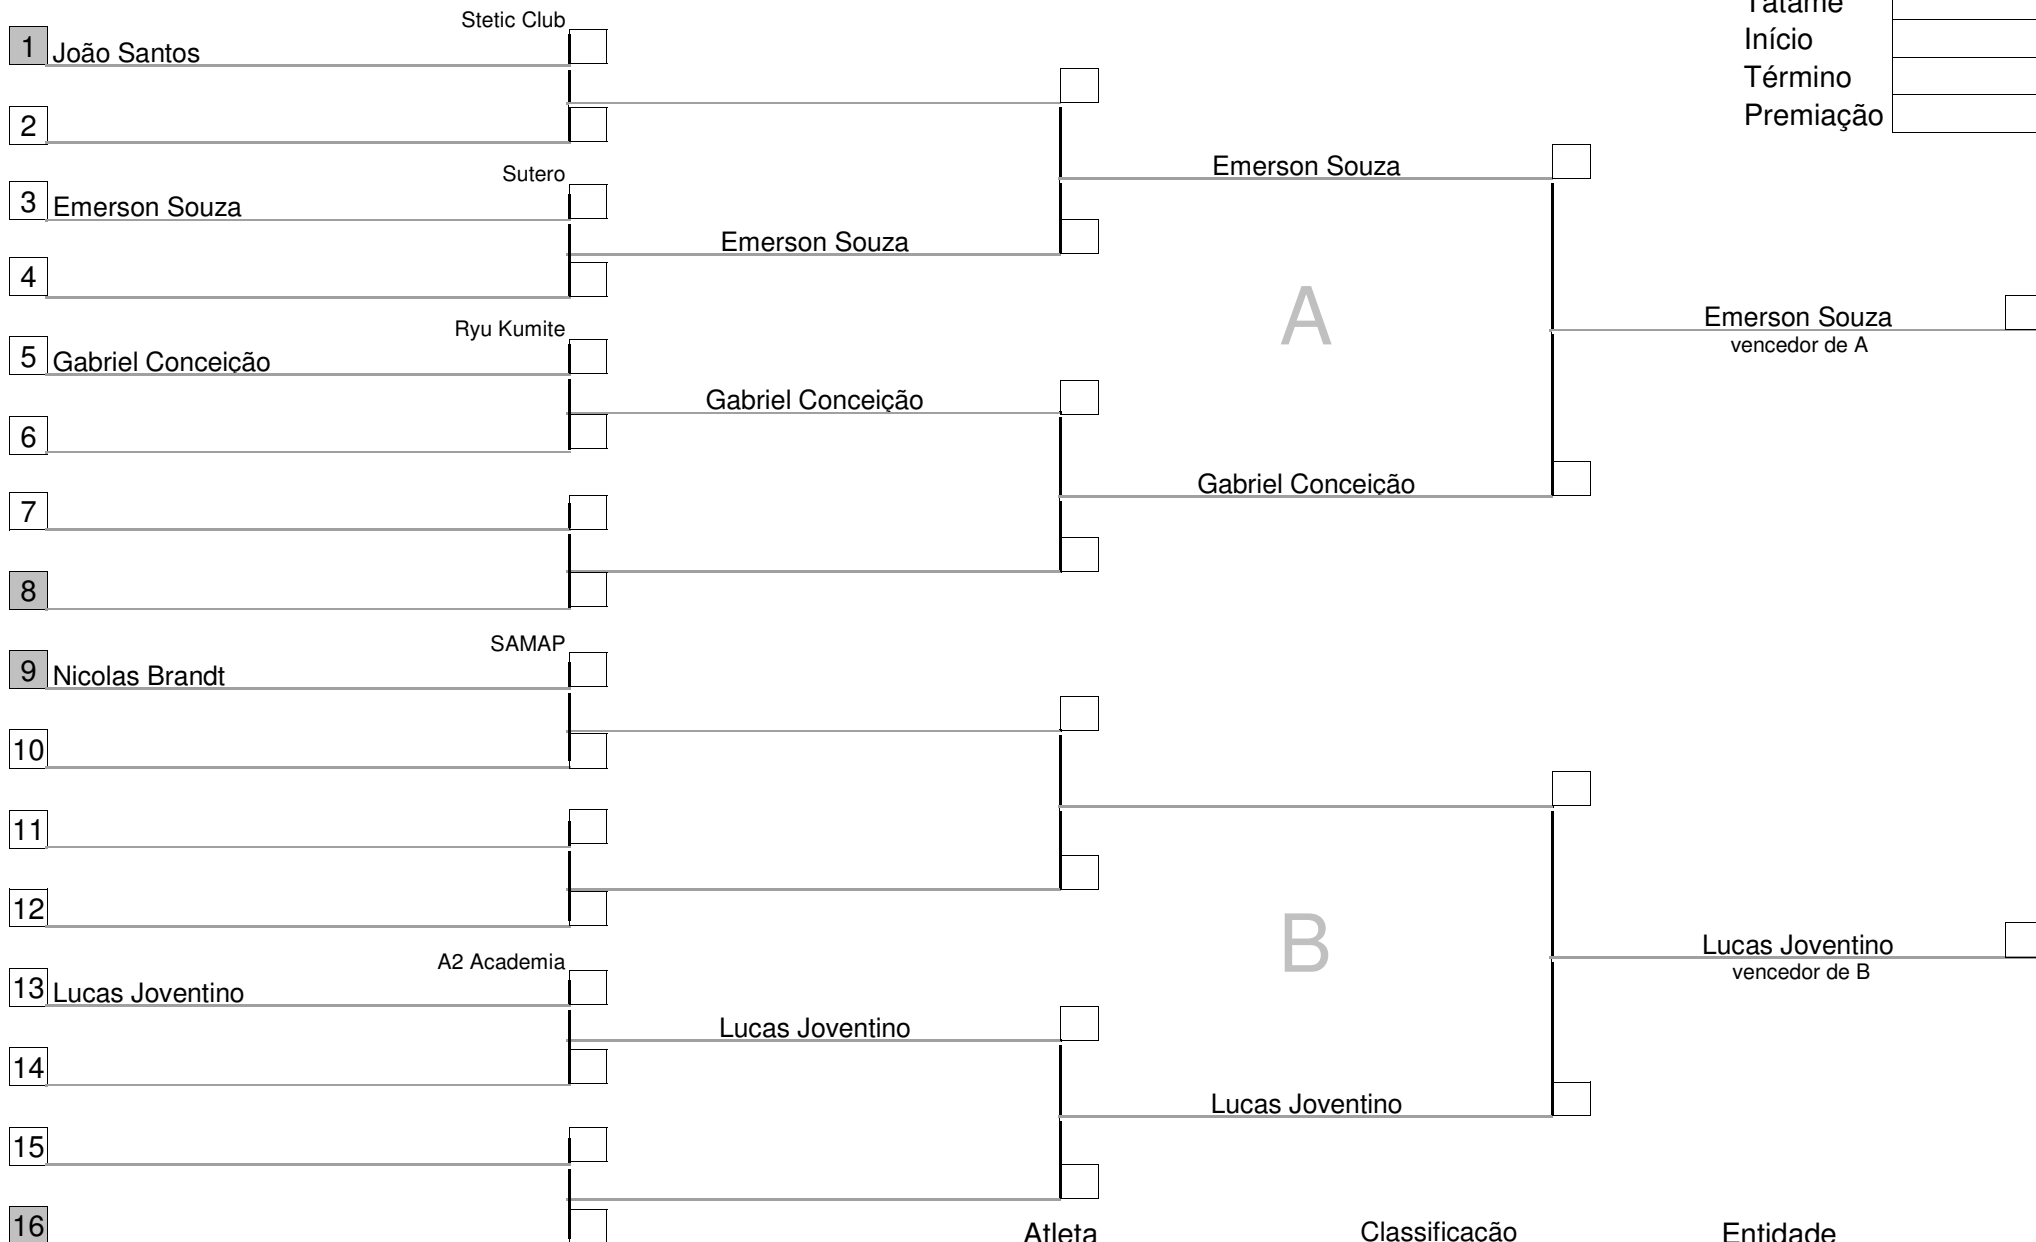 Tatame
Início
Término
Premiação
Stetic Club
1 João Santos
2
Sutero
3 Emerson Souza
4
Ryu Kumite
5 Gabriel Conceição
6
7
8
SAMAP
9 Nicolas Brandt
10
11
12
A2 Academia
13 Lucas Joventino
14
15
16
Emerson Souza
Gabriel Conceição
Lucas Joventino
Emerson Souza
A
Gabriel Conceição
B
Lucas Joventino
Emerson Souza
vencedor de A
Lucas Joventino
vencedor de B
Atleta Classificação Entidade